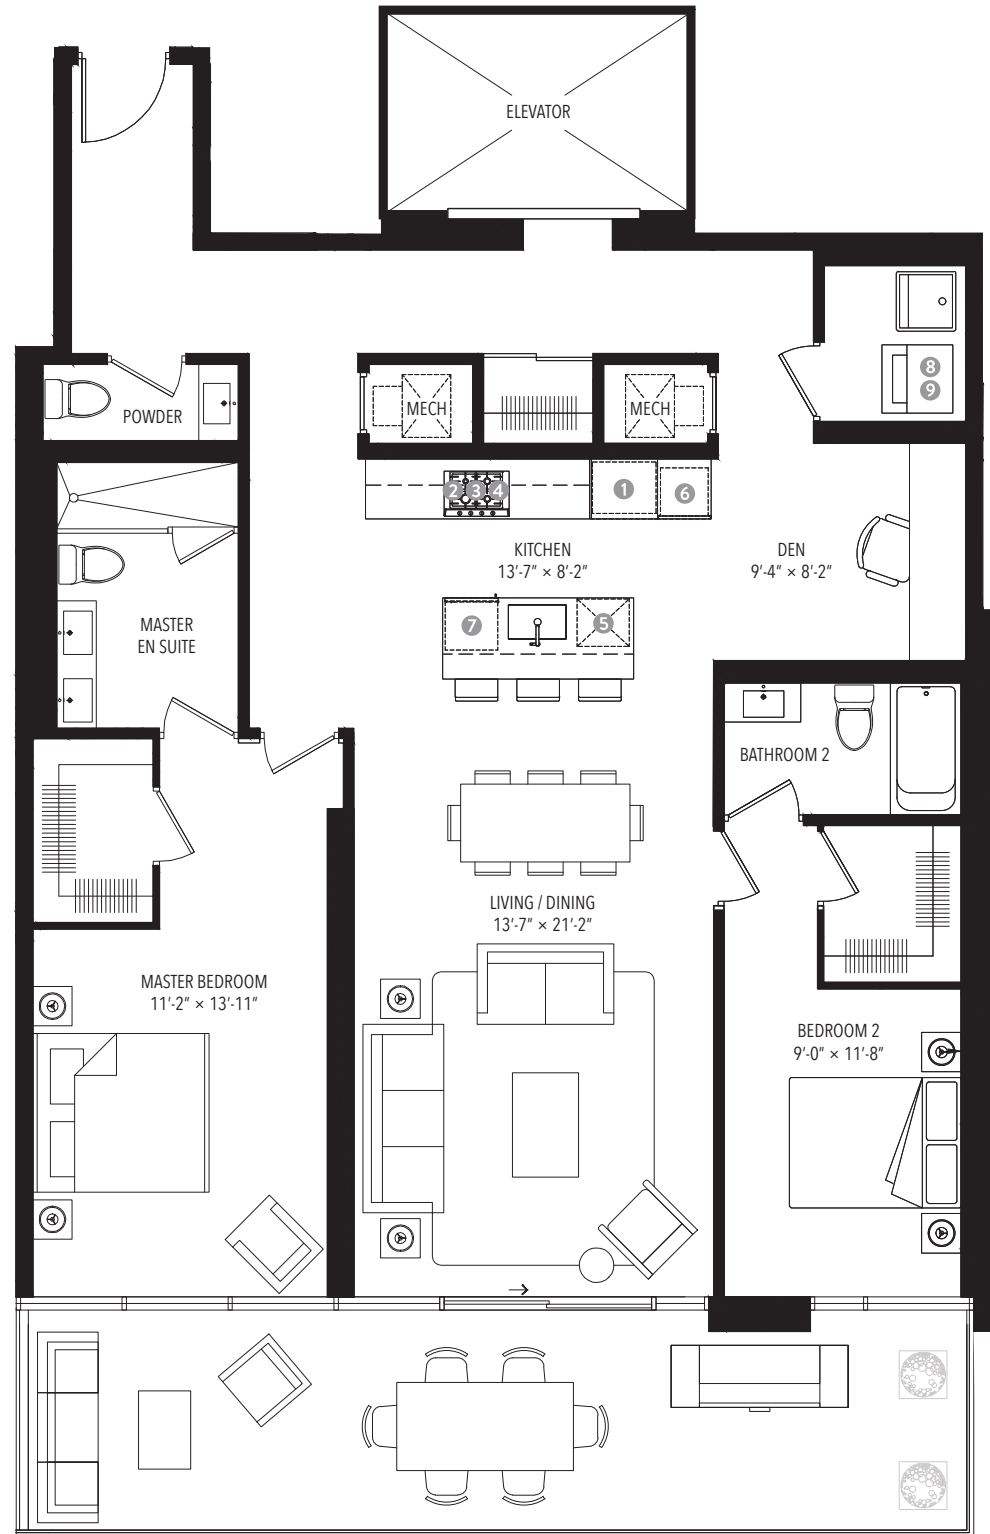 ELEVATOR
8
9
POWDER
MECH
MECH
2 3 4
1
6
KITCHEN
13'-7" × 8'-2"
DEN
9'-4" × 8'-2"
MASTER
EN SUITE
7
5
BATHROOM 2
LIVING / DINING
13'-7" × 21'-2"
MASTER BEDROOM
11'-2" × 13'-11"
BEDROOM 2
9'-0" × 11'-8"